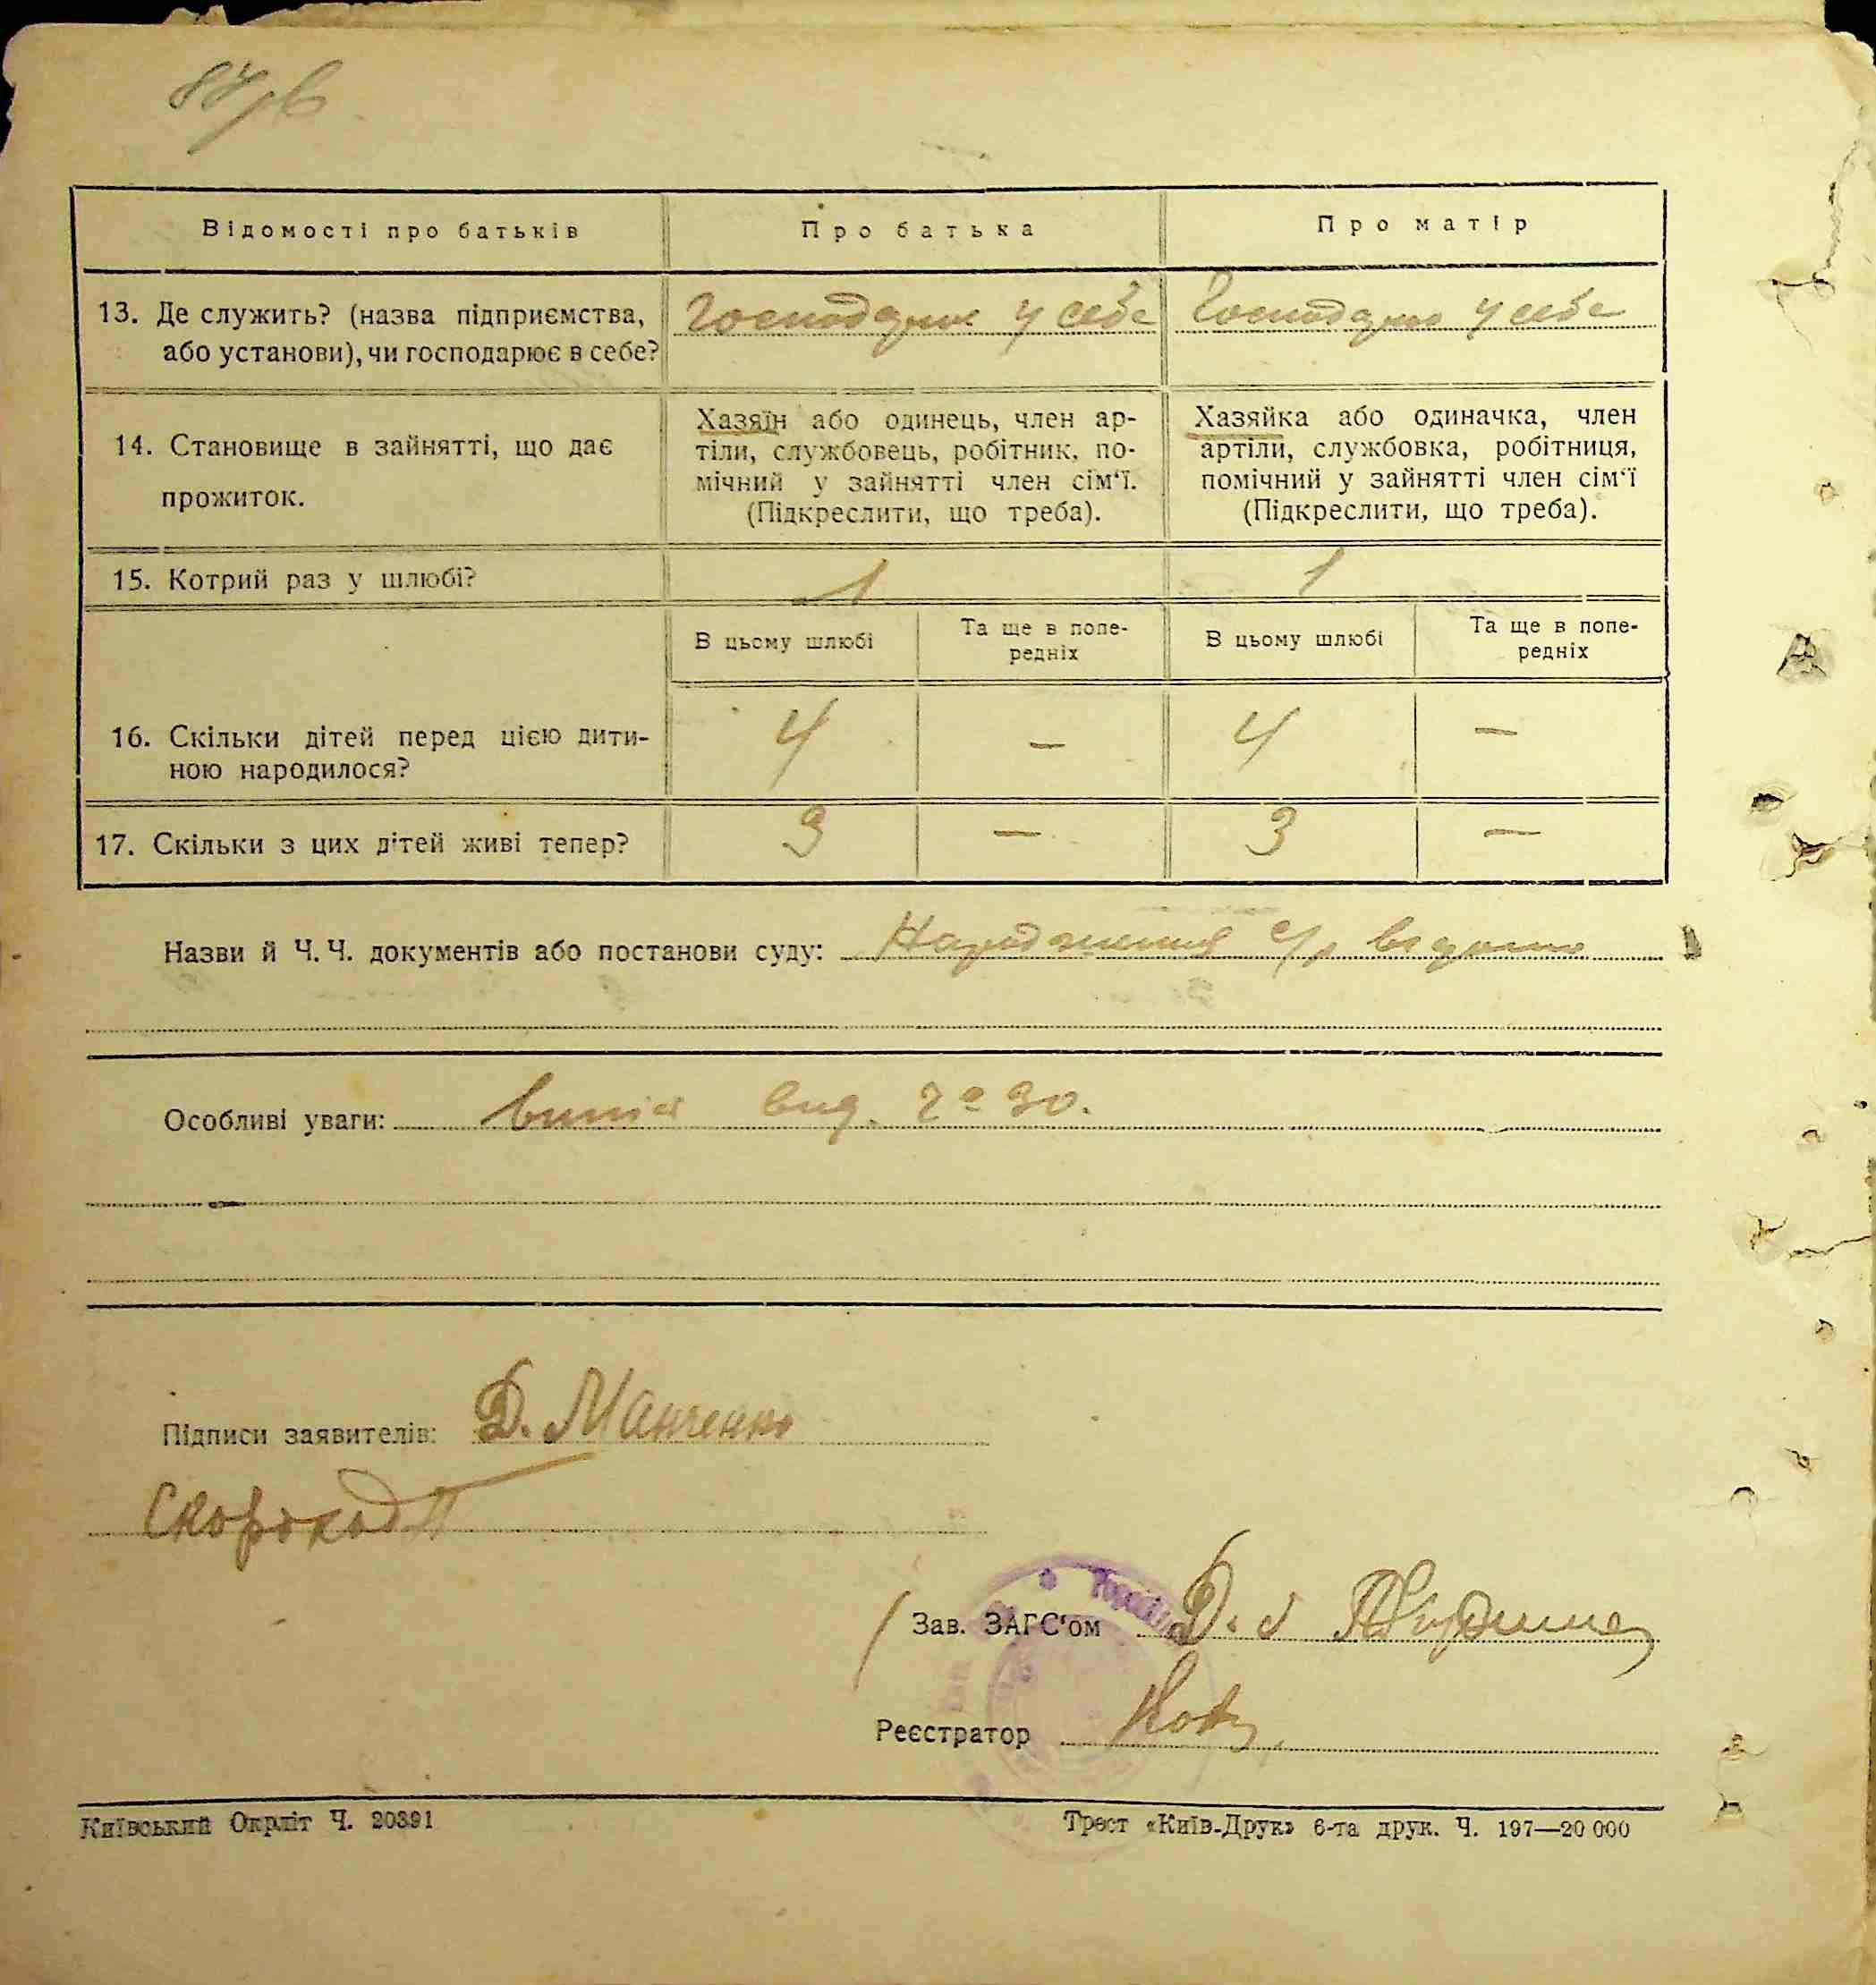 Відомості про батьків
Про батька
Про матір
13. Де служить? (назва підприємства,
або установи), чи господарює в себе?
Господарює у себе
Господарює у себе
14. Становище в зайнятті, що дає
прожиток.
Хазяїн або одинець, член ар-
тіли, службовець, робітник, по-
мічний у зайнятті член сім‘ї.
(Підкреслити, що треба).
Хазяйка або одиначка, член
артіли, службовка, робітниця,
помічний у зайнятті член сім‘ї
(Підкреслити, що треба).
15. Котрий раз у шлюбі?
1
1
В цьому шлюбі
Та ще в попе-
редніх
В цьому шлюбі
Та ще в попе-
редніх
16. Скільки дітей перед цією дити-
ною народилося?
4 — 4 —
17. Скільки з цих дітей живі тепер?
3 — 3 —
Назви й Ч. Ч. документів або постанови суду: Народження с/р відомо
Особливі уваги: вид.
Підписи заявителів: Д. Манченко
Скороход П
Зав. ЗАГС‘ом
Реєстратор
Київський Окрліт Ч. 20391
Трест «Київ-Друк» 6-та друк. Ч. 197—20 000